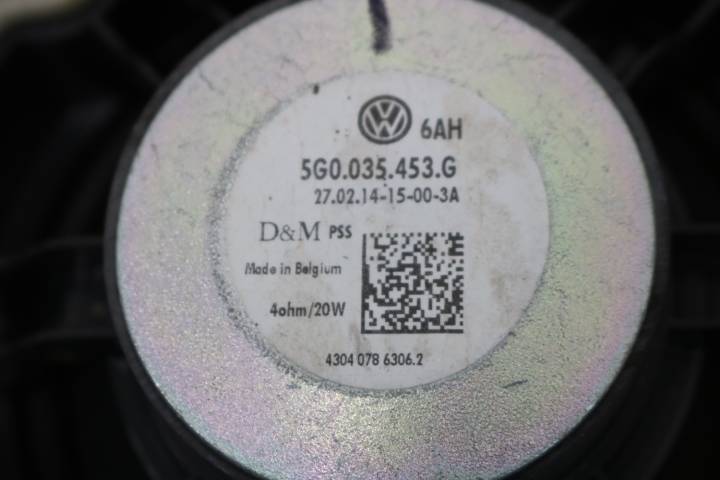 VW 6AH
5G0.035.453.G
27.02.14-15-00-3A
D&M PSS
Made in Belgium
4ohm/20W
4304 078 6306.2